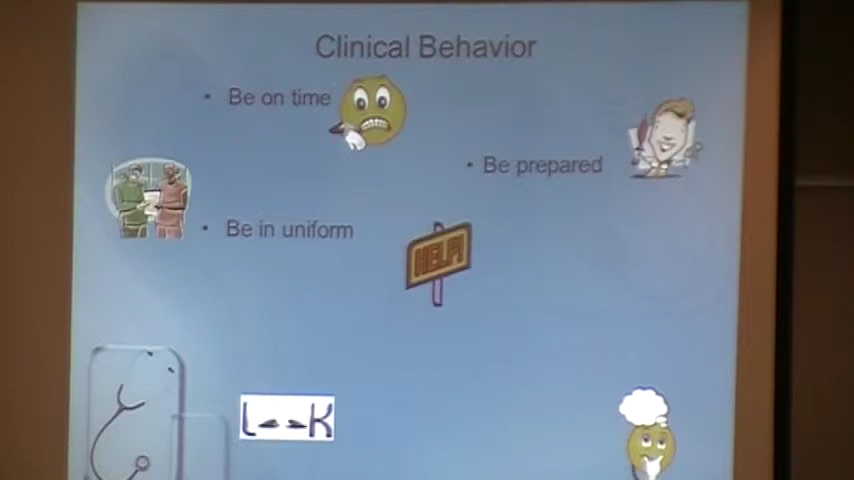 Clinical Behavior
• Be on time
• Be prepared
• Be in uniform
HELP!
L K